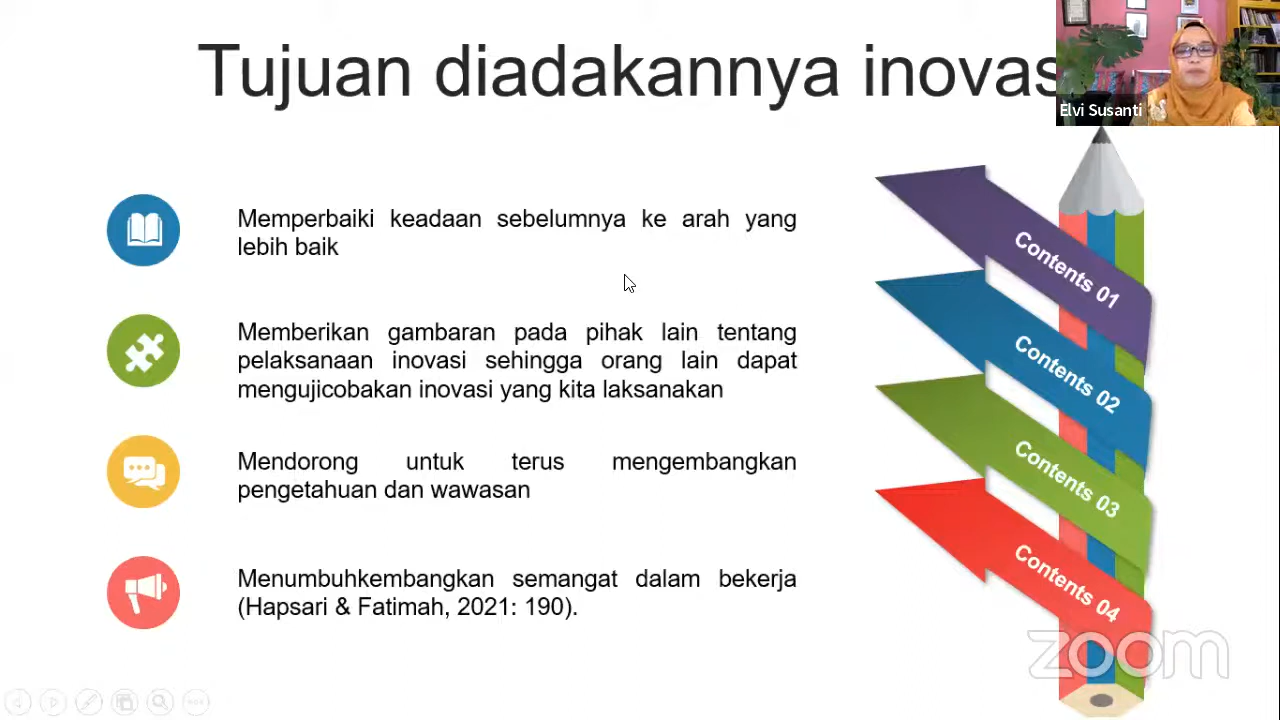 Tujuan diadakannya inovas
Elvi Susanti
Memperbaiki keadaan sebelumnya ke arah yang
lebih baik
Memberikan gambaran pada pihak lain tentang
pelaksanaan inovasi sehingga orang lain dapat
mengujicobakan inovasi yang kita laksanakan
Mendorong untuk terus mengembangkan
pengetahuan dan wawasan
Menumbuhkembangkan semangat dalam bekerja
(Hapsari & Fatimah, 2021: 190).
Contents 01
Contents 02
Contents 03
Contents 04
zoom